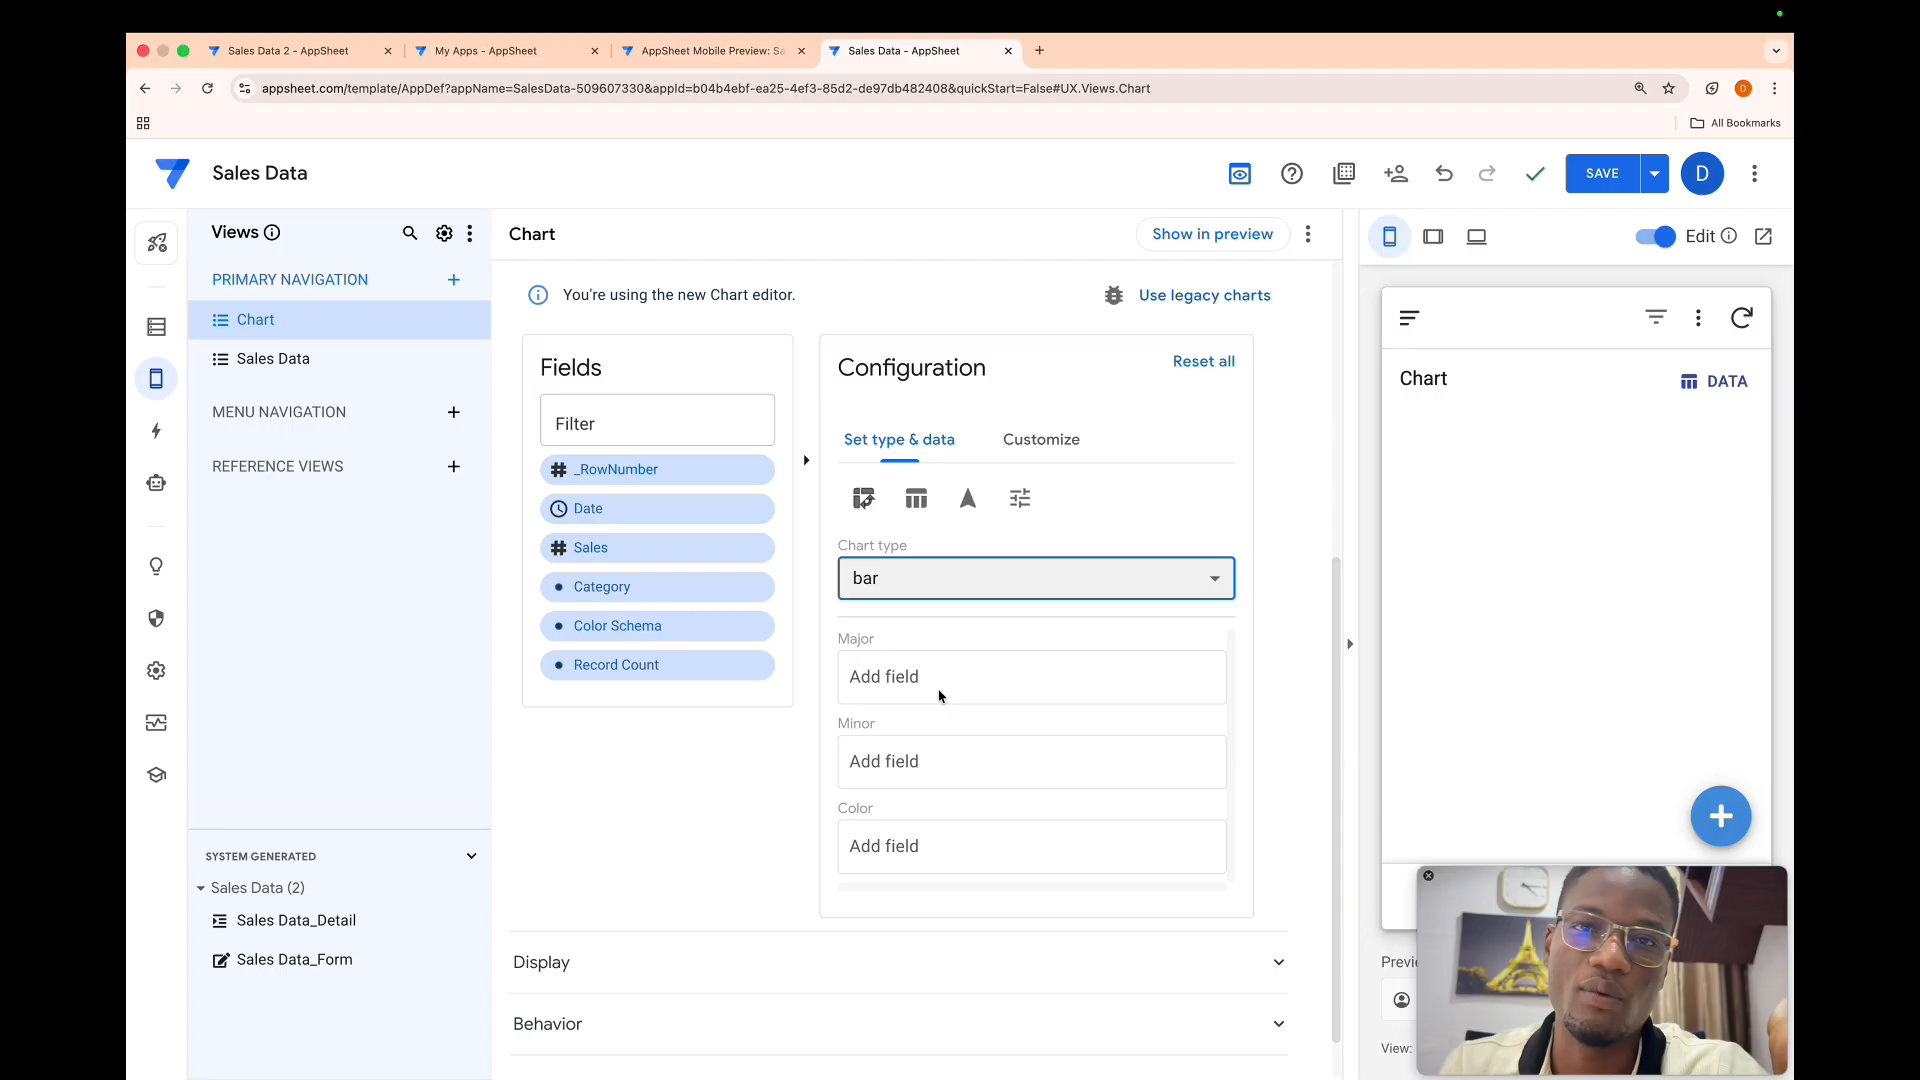 Sales Data 2 - AppSheet
My Apps - AppSheet
AppSheet Mobile Preview: Sa
Sales Data - AppSheet
appsheet.com/template/AppDef?appName=SalesData-509607330&appId=b04b4ebf-ea25-4ef3-85d2-de97db482408&quickStart=False#UX.Views.Chart
D
All Bookmarks
Sales Data
SAVE
D
Views
PRIMARY NAVIGATION
Chart
Sales Data
MENU NAVIGATION
REFERENCE VIEWS
SYSTEM GENERATED
Sales Data (2)
Sales Data_Detail
Sales Data_Form
Chart
Show in preview
You're using the new Chart editor.
Use legacy charts
Fields
Filter
_RowNumber
Date
Sales
Category
Color Schema
Record Count
Configuration
Reset all
Set type & data
Customize
Chart type
bar
Major
Add field
Minor
Add field
Color
Add field
Display
Behavior
Edit
Chart
DATA
Previe
View: